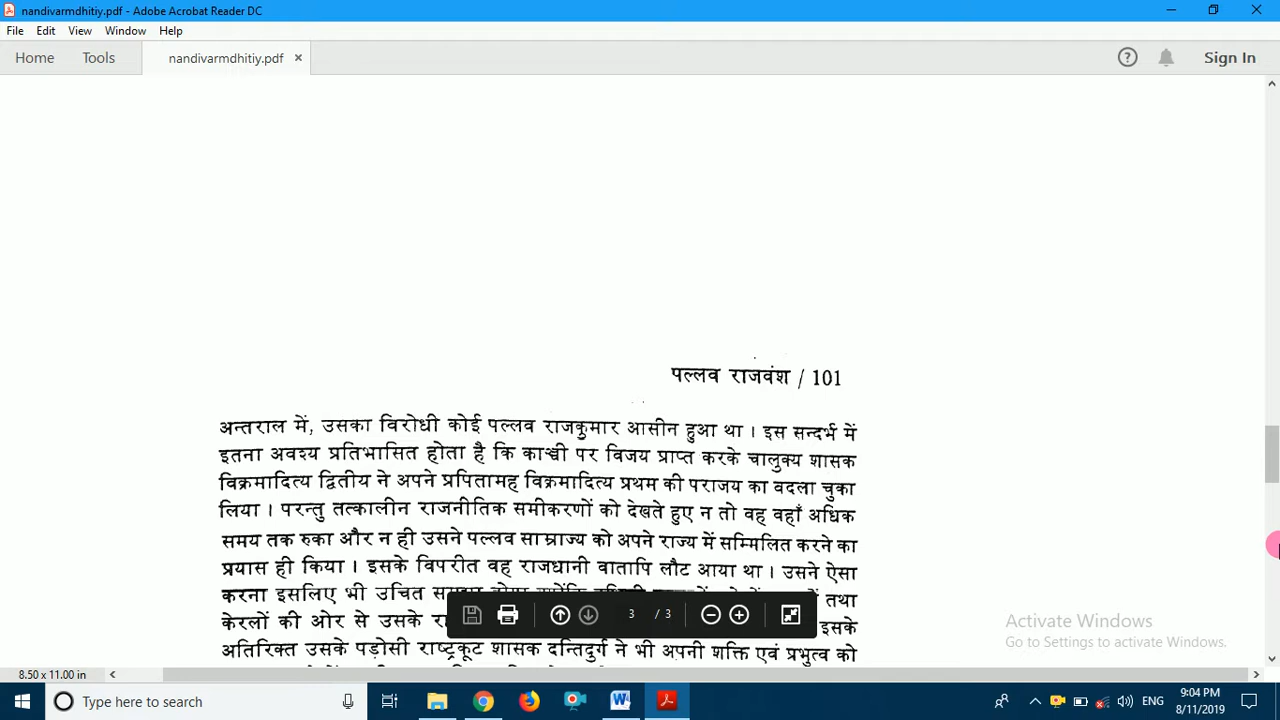 nandivarmdhitiy.pdf - Adobe Acrobat Reader DC
File Edit View Window Help
Home Tools nandivarmdhitiy.pdf × Sign In
पल्लव राजवंश / 101
अन्तराल में, उसका विरोधी कोई पल्लव राजकुमार आसीन हुआ था । इस सन्दर्भ में
इतना अवश्य प्रतिभासित होता है कि काञ्ची पर विजय प्राप्त करके चालुक्य शासक
विक्रमादित्य द्वितीय ने अपने प्रपितामह विक्रमादित्य प्रथम की पराजय का वदला चुका
लिया । परन्तु तत्कालीन राजनीतिक समीकरणों को देखते हुए न तो वह वहाँ अधिक
समय तक रुका और न ही उसने पल्लव साम्राज्य को अपने राज्य में सम्मिलित करने का
प्रयास ही किया । इसके विपरीत वह राजधानी वातापि लौट आया था । उसने ऐसा
करना इसलिए भी उचित तथा
केरलों की ओर से उसके इसके
अतिरिक्त उसके पड़ोसी राष्ट्रकूट शासक दन्तिदुर्ग ने भी अपनी शक्ति एवं प्रभुत्व को
3 / 3
Activate Windows
Go to Settings to activate Windows.
8.50 x 11.00 in
Type here to search
ENG
9:04 PM
8/11/2019